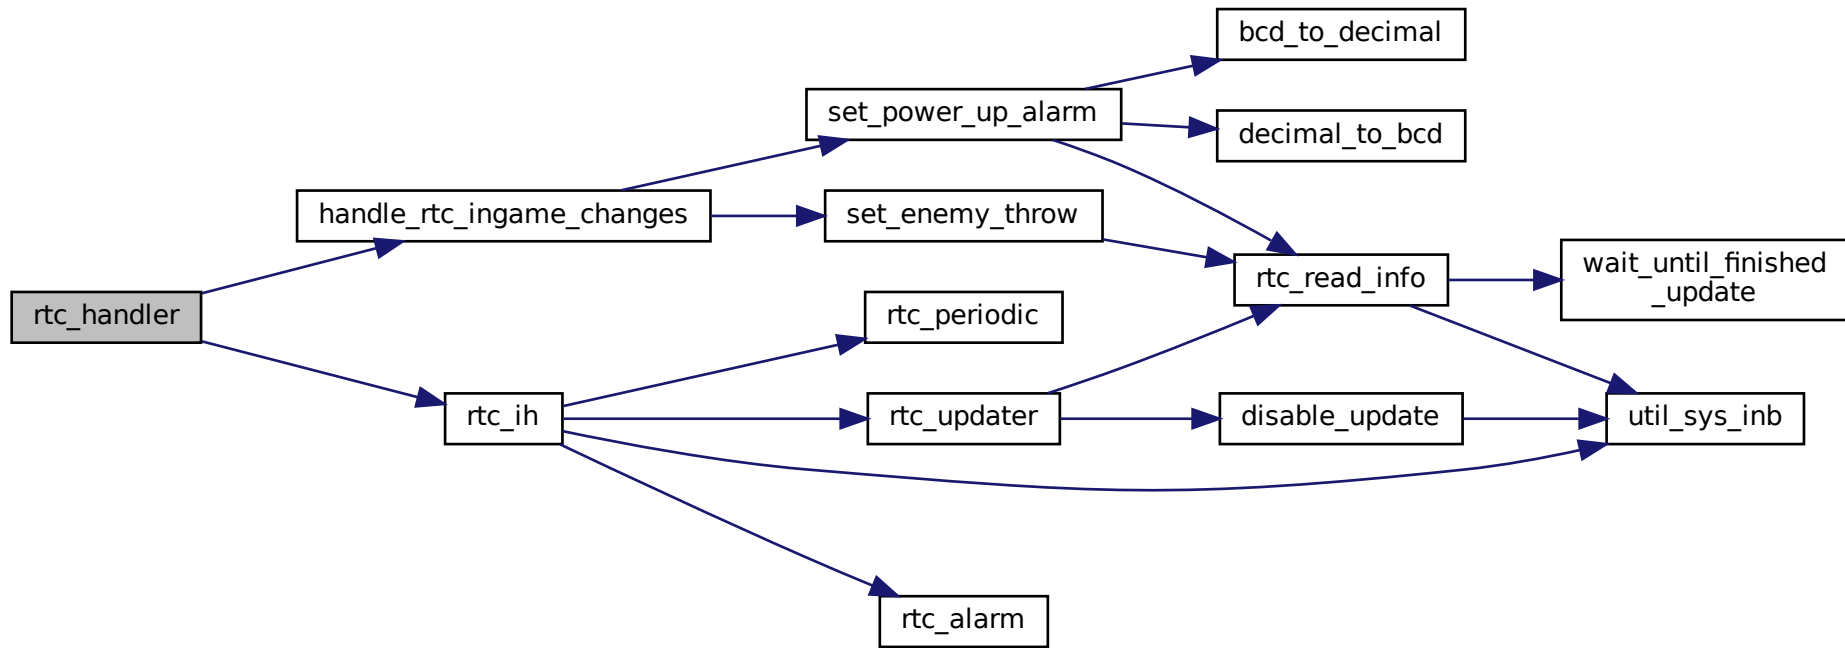 bcd_to_decimal
set_power_up_alarm
decimal_to_bcd
handle_rtc_ingame_changes
set_enemy_throw
wait_until_finished
_update
rtc_read_info
rtc_handler
rtc_periodic
rtc_ih
rtc_updater
disable_update
util_sys_inb
rtc_alarm